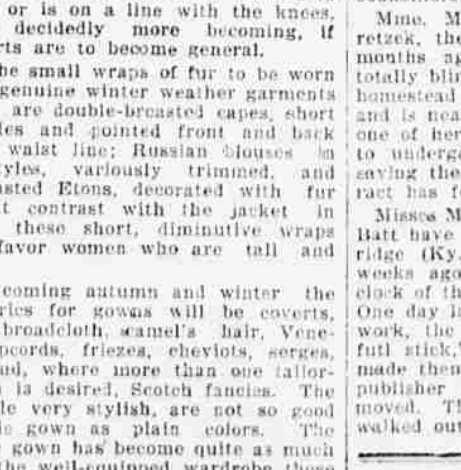 or is on a line with the knees,
decidedly more becoming, if
rts are to become general.
he small wraps of fur to be worn
genuine winter weather garments
are double-breasted capes, short
les and pointed front and back
waist line; Russian blouses in
tyles, variously trimmed, and
asted Etons, decorated with fur
t contrast with the jacket in
these short, diminutive wraps
favor women who are tall and
coming autumn and winter the
rics for gowns will be coverts,
broadcloth, camel's hair, Vene-
pcords, friezes, cheviots, serges,
nd, where more than one tailor-
n is desired, Scotch fancies. The
le very stylish, are not so good
le gown as plain colors. The
gown has become quite as much
the well-equipped wardrobe these
Mme. M
retzek, the
months ag
totally blin
homestead
and is nea
one of her
to underg
saving the
ract has f
Misses M
Batt have
ridge (Ky.
weeks ago
clock of th
One day l
work, the
full stick,"
made then
publisher
moved. T
walked out